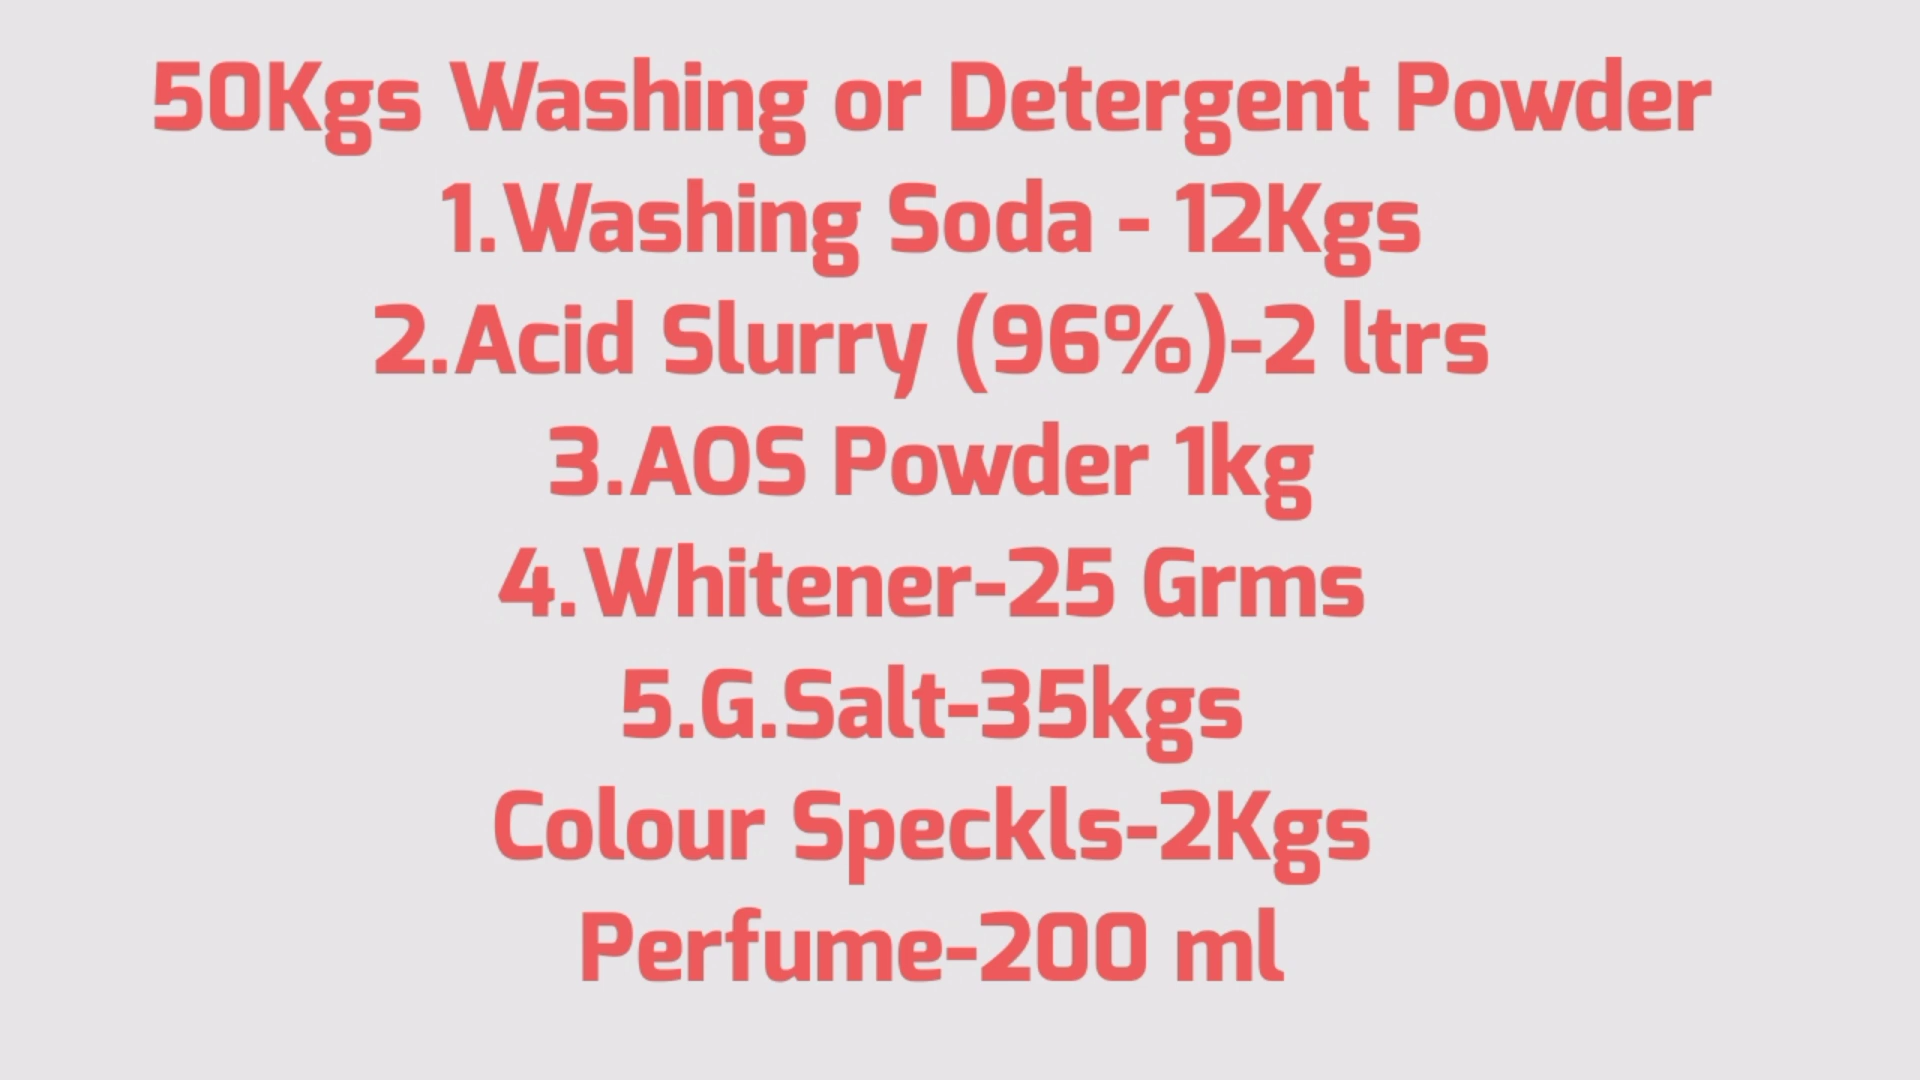 50Kgs Washing or Detergent Powder
1.Washing Soda - 12Kgs
2.Acid Slurry (96%)-2 ltrs
3.AOS Powder 1kg
4.Whitener-25 Grms
5.G.Salt-35kgs
Colour Speckls-2Kgs
Perfume-200 ml